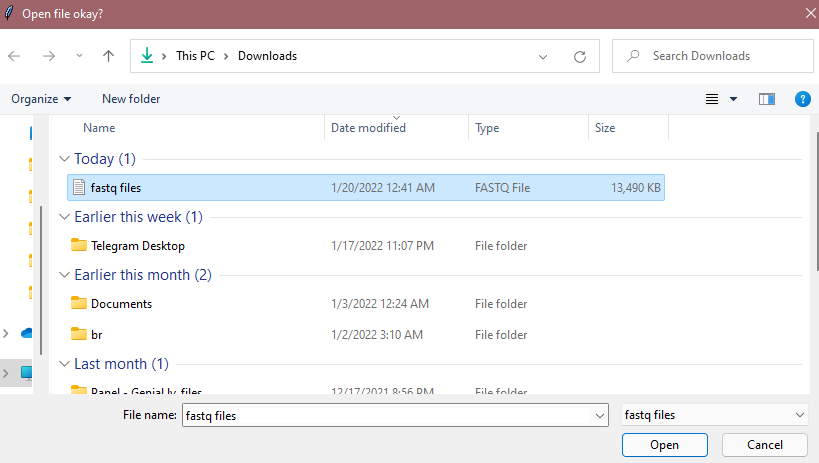 Open file okay?
This PC > Downloads
Search Downloads
Organize New folder
Name Date modified Type Size
Today (1)
fastq files 1/20/2022 12:41 AM FASTQ File 13,490 KB
Earlier this week (1)
Telegram Desktop 1/17/2022 11:07 PM File folder
Earlier this month (2)
Documents 1/3/2022 12:24 AM File folder
br 1/2/2022 3:10 AM File folder
Last month (1)
Panel - Genial.ly_files 12/17/2021 8:56 PM File folder
File name: fastq files fastq files
Open Cancel